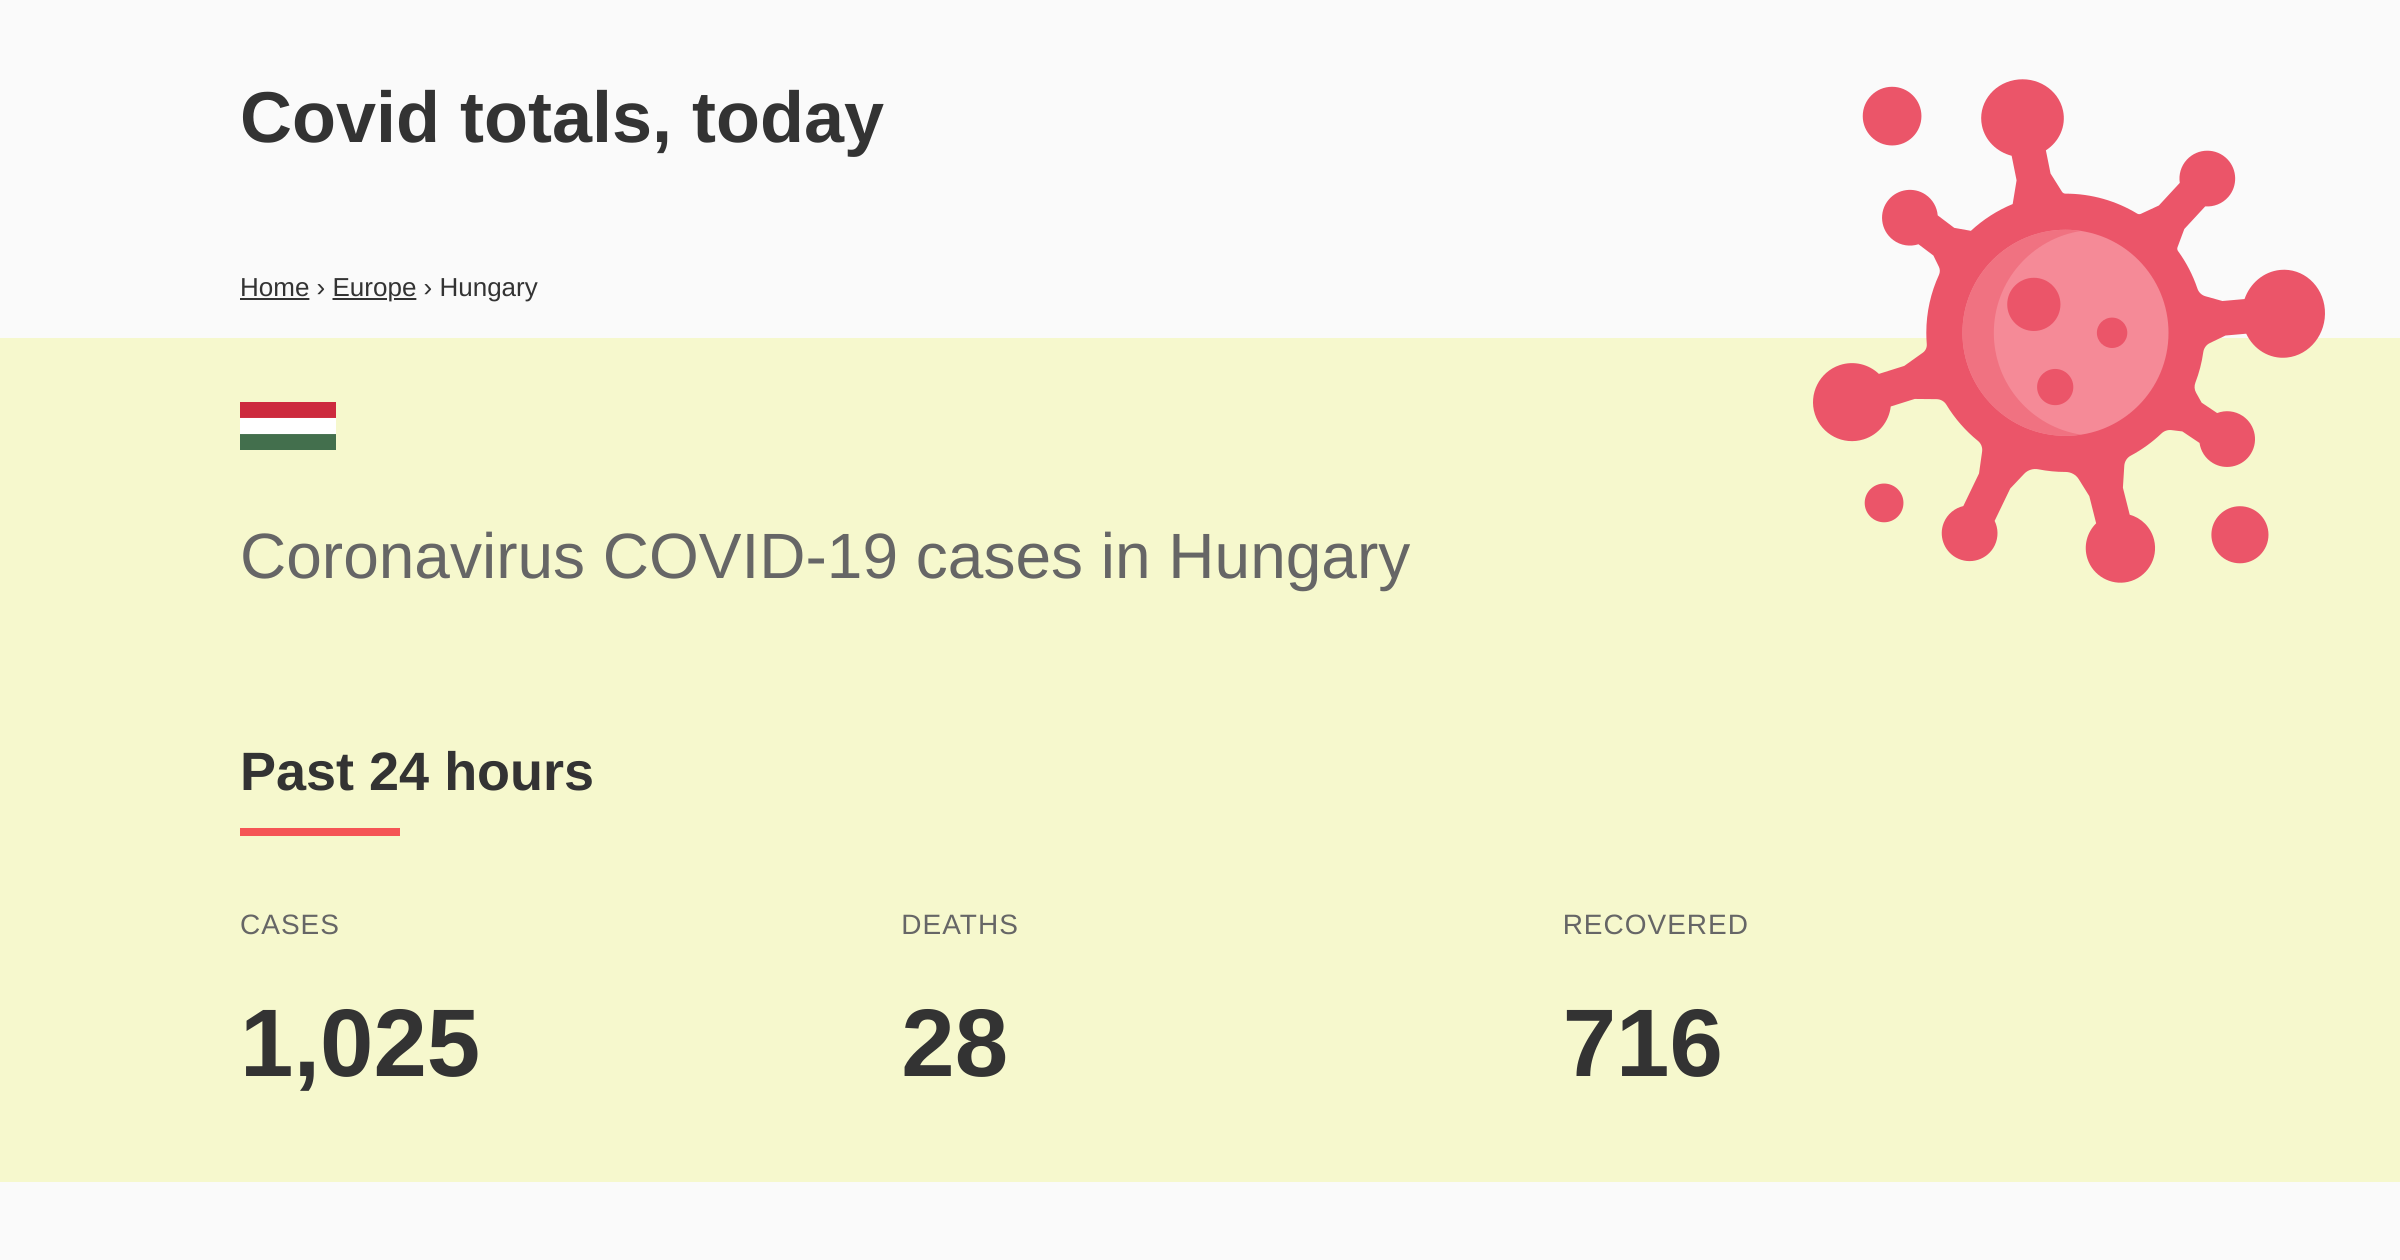 Covid totals, today
Home › Europe › Hungary
Coronavirus COVID-19 cases in Hungary
Past 24 hours
CASES DEATHS RECOVERED
1,025 28 716